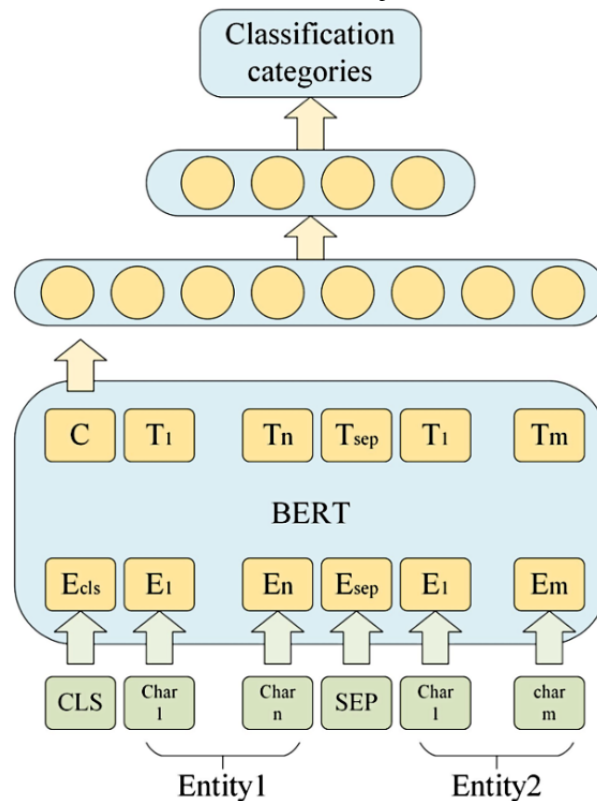 Classification
categories
C T1 Tn Tsep T1 Tm
BERT
Ecls E1 En Esep E1 Em
CLS Char 1 Char n SEP Char 1 char m
Entity1 Entity2